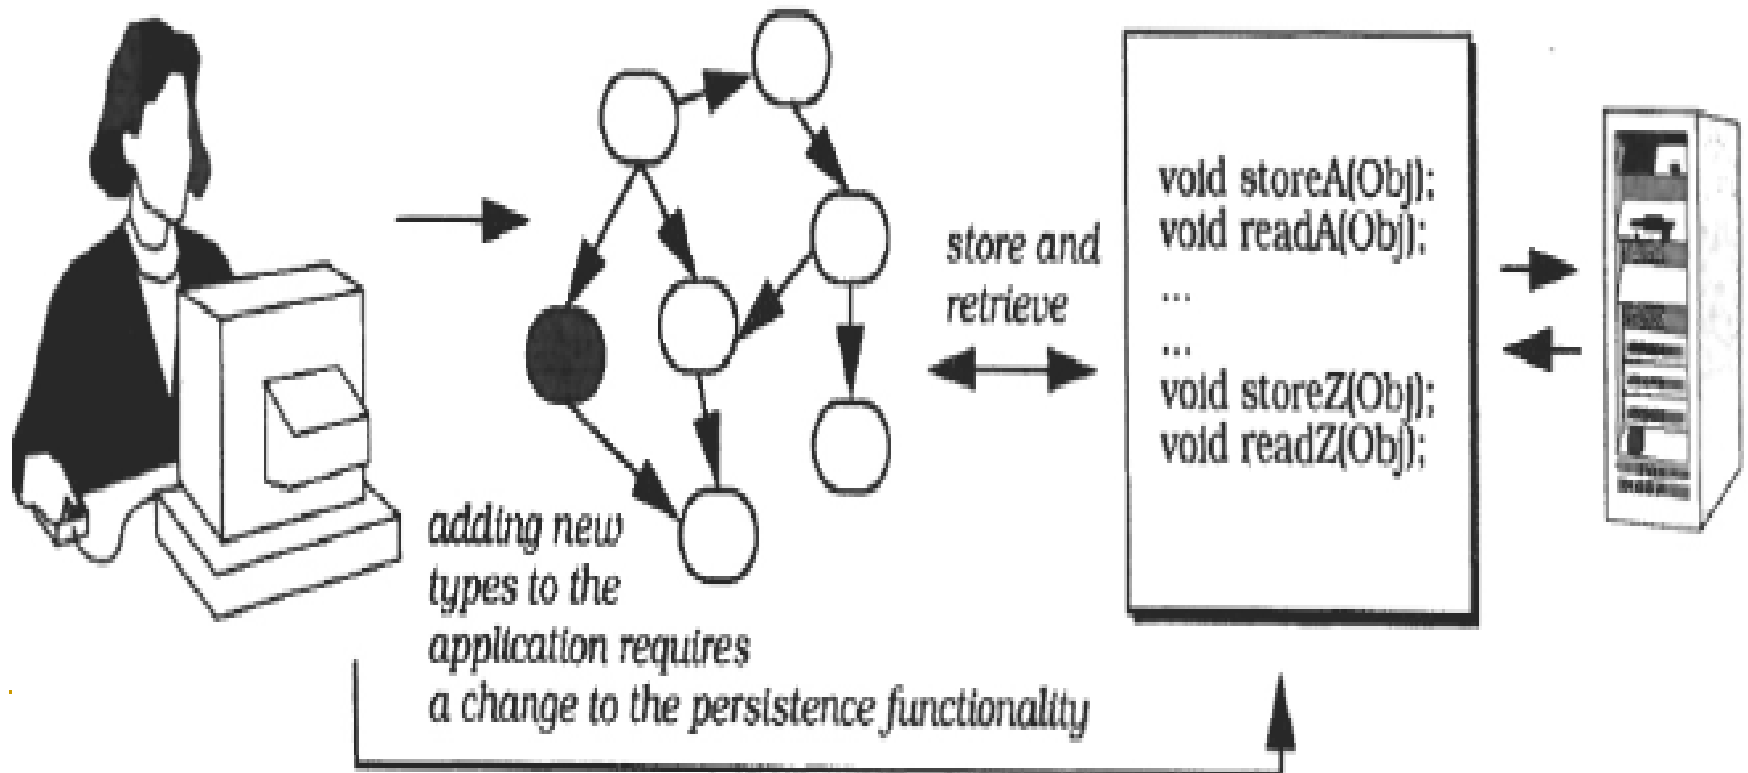 store and
retrieve
void storeA(Obj);
void readA(Obj);
...
...
void storeZ(Obj);
void readZ(Obj);
adding new
types to the
application requires
a change to the persistence functionality